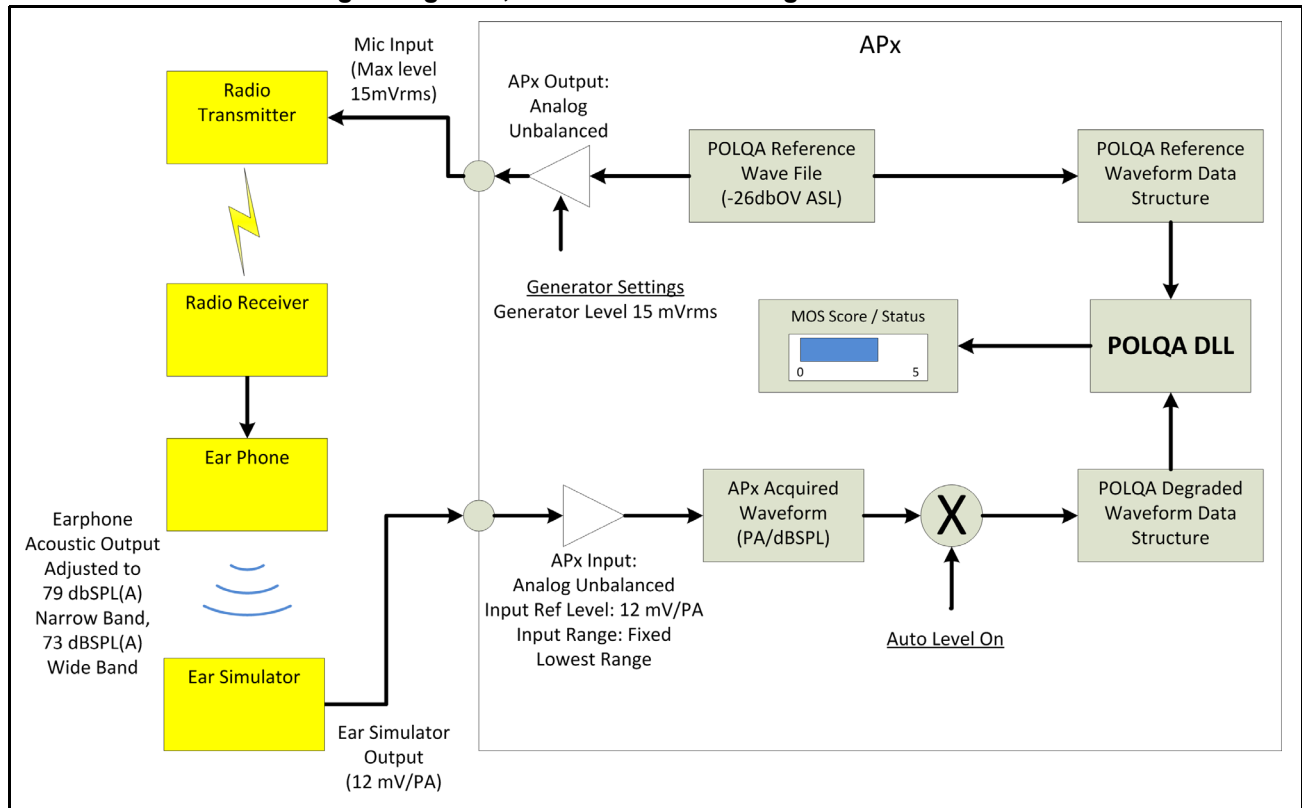 APx
Mic Input
(Max level
15mVrms)
Radio
Transmitter
APx Output:
Analog
Unbalanced
POLQA Reference
Wave File
(-26dbOV ASL)
POLQA Reference
Waveform Data
Structure
Generator Settings
Generator Level 15 mVrms
Radio Receiver
MOS Score / Status
0
5
POLQA DLL
Ear Phone
Earphone
Acoustic Output
Adjusted to
79 dbSPL(A)
Narrow Band,
73 dBSPL(A)
Wide Band
APx Input:
Analog Unbalanced
Input Ref Level: 12 mV/PA
Input Range: Fixed
Lowest Range
APx Acquired
Waveform
(PA/dBSPL)
X
Auto Level On
POLQA Degraded
Waveform Data
Structure
Ear Simulator
Ear Simulator
Output
(12 mV/PA)